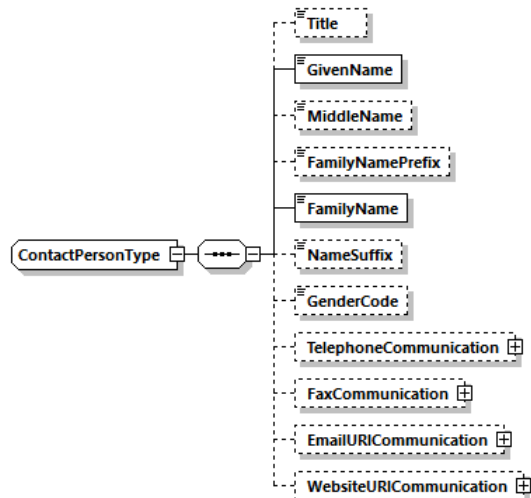 Title
GivenName
MiddleName
FamilyNamePrefix
FamilyName
ContactPersonType
NameSuffix
GenderCode
TelephoneCommunication
FaxCommunication
EmailURICommunication
WebsiteURICommunication